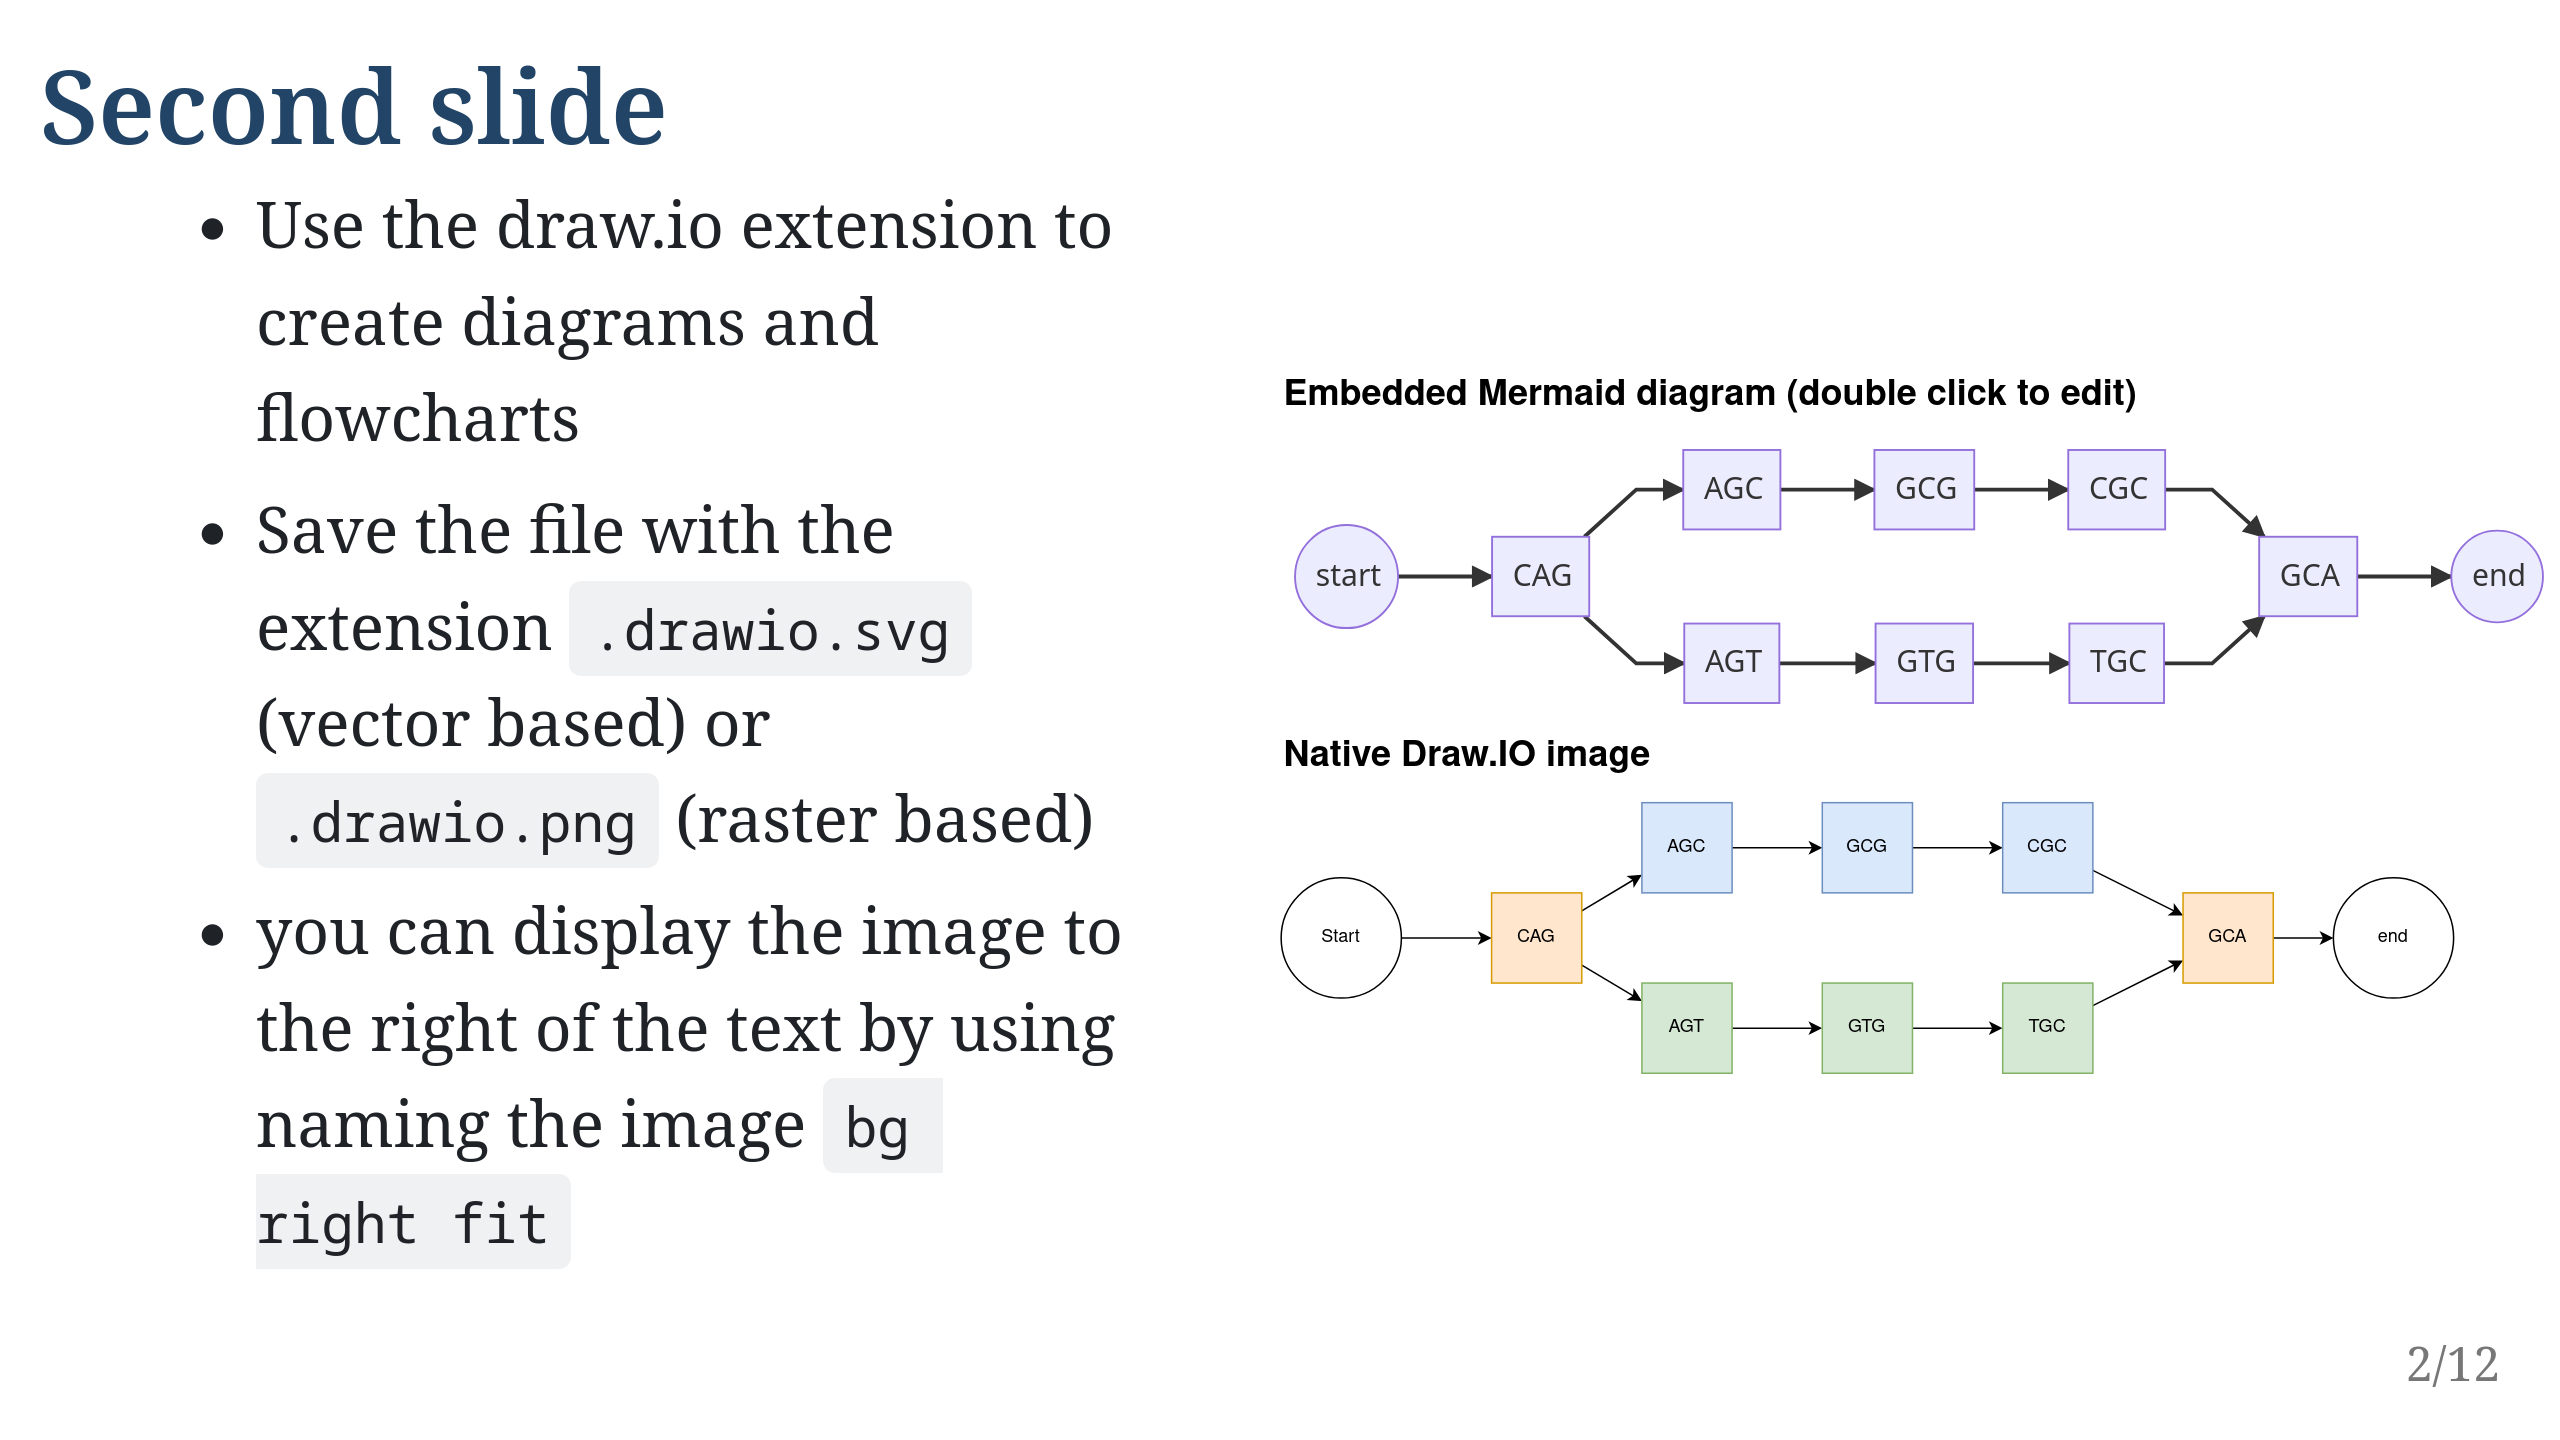 Second slide
Use the draw.io extension to
create diagrams and
flowcharts
Save the file with the
extension .drawio.svg
(vector based) or
.drawio.png (raster based)
you can display the image to
the right of the text by using
naming the image bg
right fit
Embedded Mermaid diagram (double click to edit)
AGC GCG CGC
start CAG GCA end
AGT GTG TGC
Native Draw.IO image
AGC GCG CGC
Start CAG GCA end
AGT GTG TGC
2/12